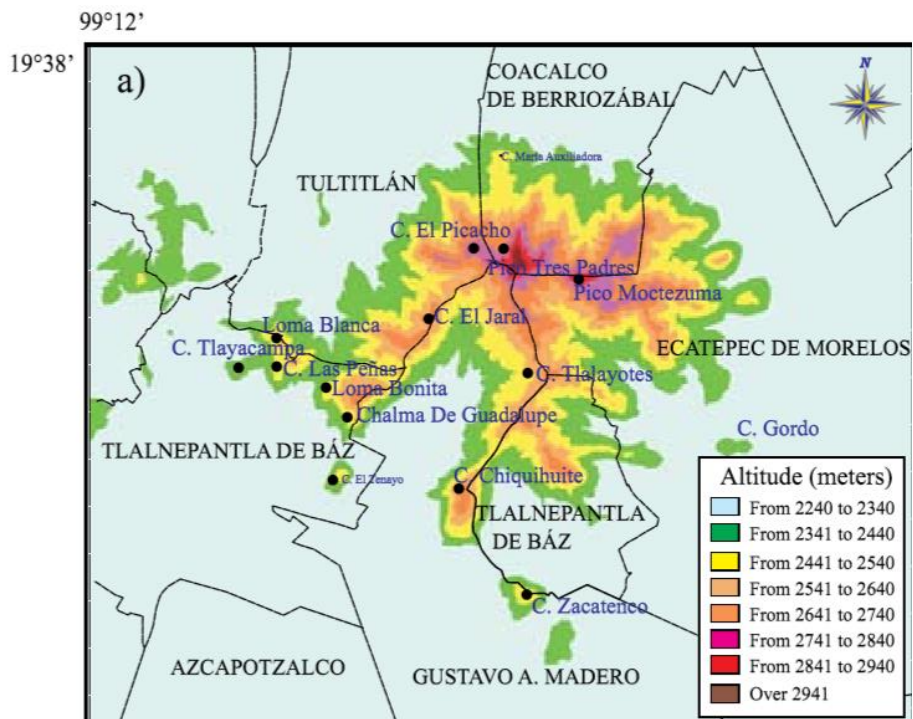 99°12’
19°38’
a)
N
COACALCO
DE BERRIOZÁBAL
C. María Auxiliadora
TULTITLÁN
C. El Picacho
Pico Tres Padres
Pico Moctezuma
C. El Jaral
Loma Blanca
ECATEPEC DE MORELOS
C. Tlayacampa
C. Las Peñas
C. Tlalayotes
Loma Bonita
Chalma De Guadalupe
C. Gordo
TLALNEPANTLA DE BÁZ
C. El Tenayo
C. Chiquihuite
TLALNEPANTLA
DE BÁZ
C. Zacatenco
AZCAPOTZALCO
GUSTAVO A. MADERO
Altitude (meters)
From 2240 to 2340
From 2341 to 2440
From 2441 to 2540
From 2541 to 2640
From 2641 to 2740
From 2741 to 2840
From 2841 to 2940
Over 2941